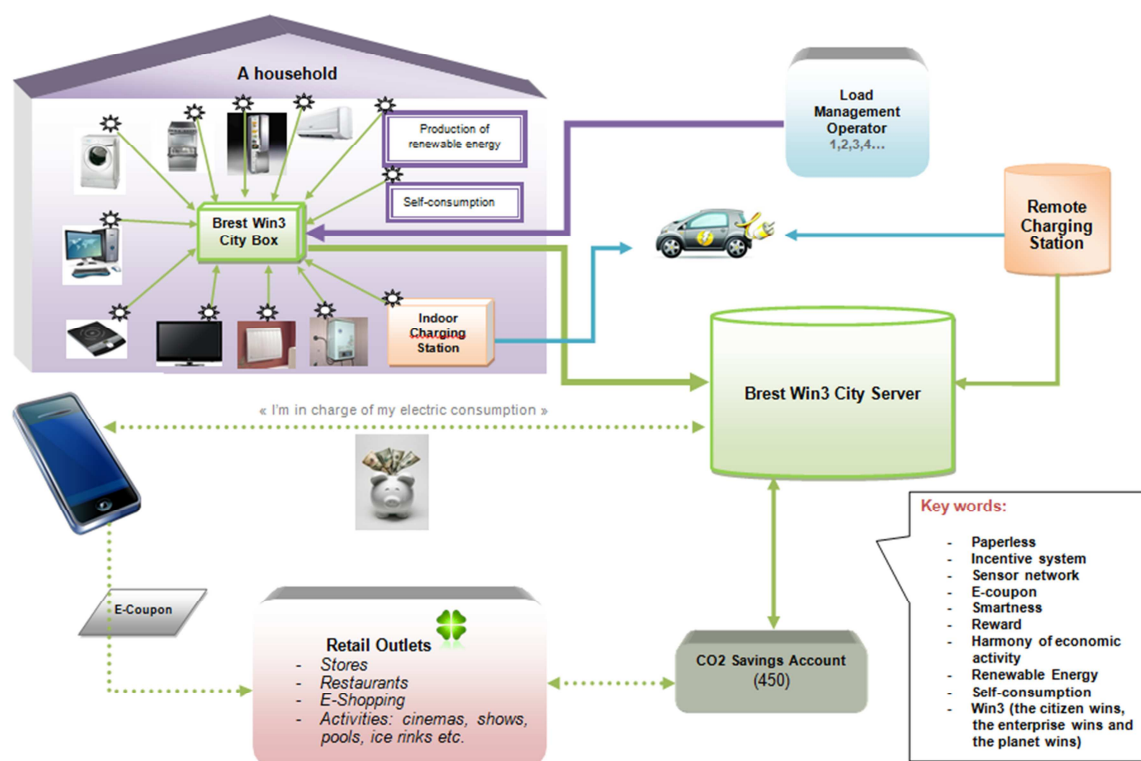 A household
Production of
renewable energy
Self-consumption
Brest Win3
City Box
Indoor
Charging
Station
Load
Management
Operator
1,2,3,4...
Remote
Charging
Station
Brest Win3 City Server
« I'm in charge of my electric consumption »
E-Coupon
Retail Outlets
- Stores
- Restaurants
- E-Shopping
- Activities: cinemas, shows,
pools, ice rinks etc.
CO2 Savings Account
(450)
Key words:
- Paperless
- Incentive system
- Sensor network
- E-coupon
- Smartness
- Reward
- Harmony of economic
activity
- Renewable Energy
- Self-consumption
- Win3 (the citizen wins,
the enterprise wins and
the planet wins)